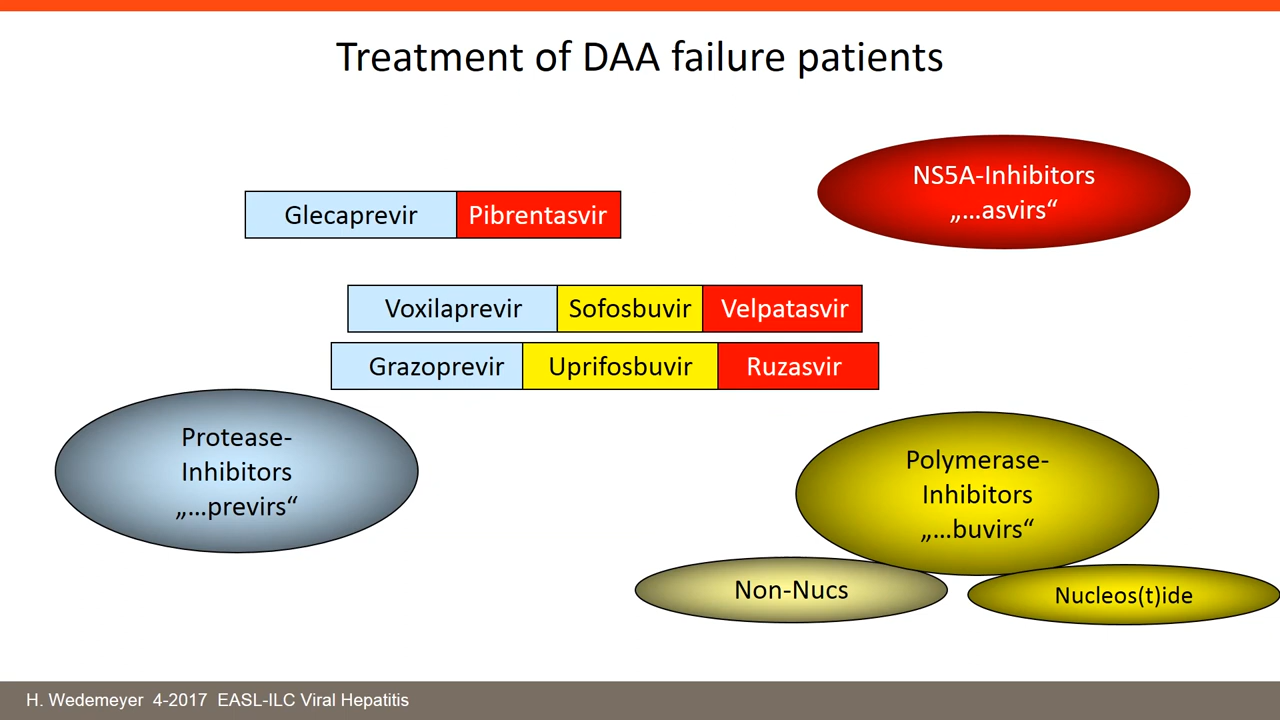 Treatment of DAA failure patients
NS5A-Inhibitors
„…asvirs“
Glecaprevir Pibrentasvir
Voxilaprevir Sofosbuvir Velpatasvir
Grazoprevir Uprifosbuvir Ruzasvir
Protease-
Inhibitors
„…previrs“
Polymerase-
Inhibitors
„…buvirs“
Non-Nucs
Nucleos(t)ide
H. Wedemeyer 4-2017 EASL-ILC Viral Hepatitis